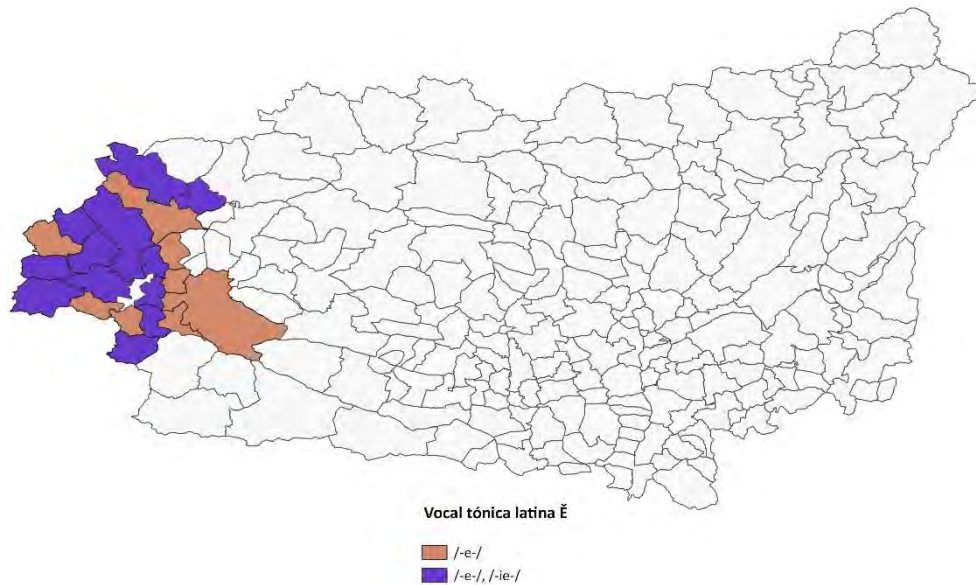 Vocal tónica latina Ĕ
/-e-/
/-e-/, /-ie-/